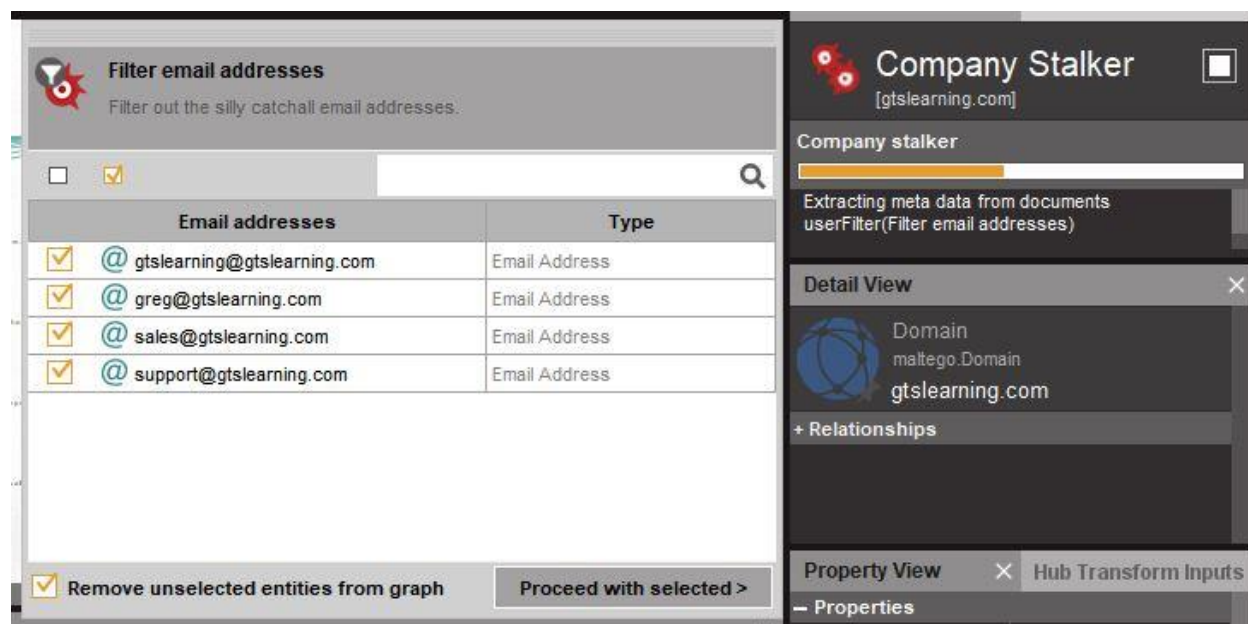 Filter email addresses
Filter out the silly catchall email addresses.
Email addresses Type
@ gtslearning@gtslearning.com Email Address
@ greg@gtslearning.com Email Address
@ sales@gtslearning.com Email Address
@ support@gtslearning.com Email Address
Remove unselected entities from graph Proceed with selected >
Company Stalker
[gtslearning.com]
Company stalker
Extracting meta data from documents
userFilter(Filter email addresses)
Detail View
Domain
maltego.Domain
gtslearning.com
+ Relationships
Property View Hub Transform Inputs
– Properties